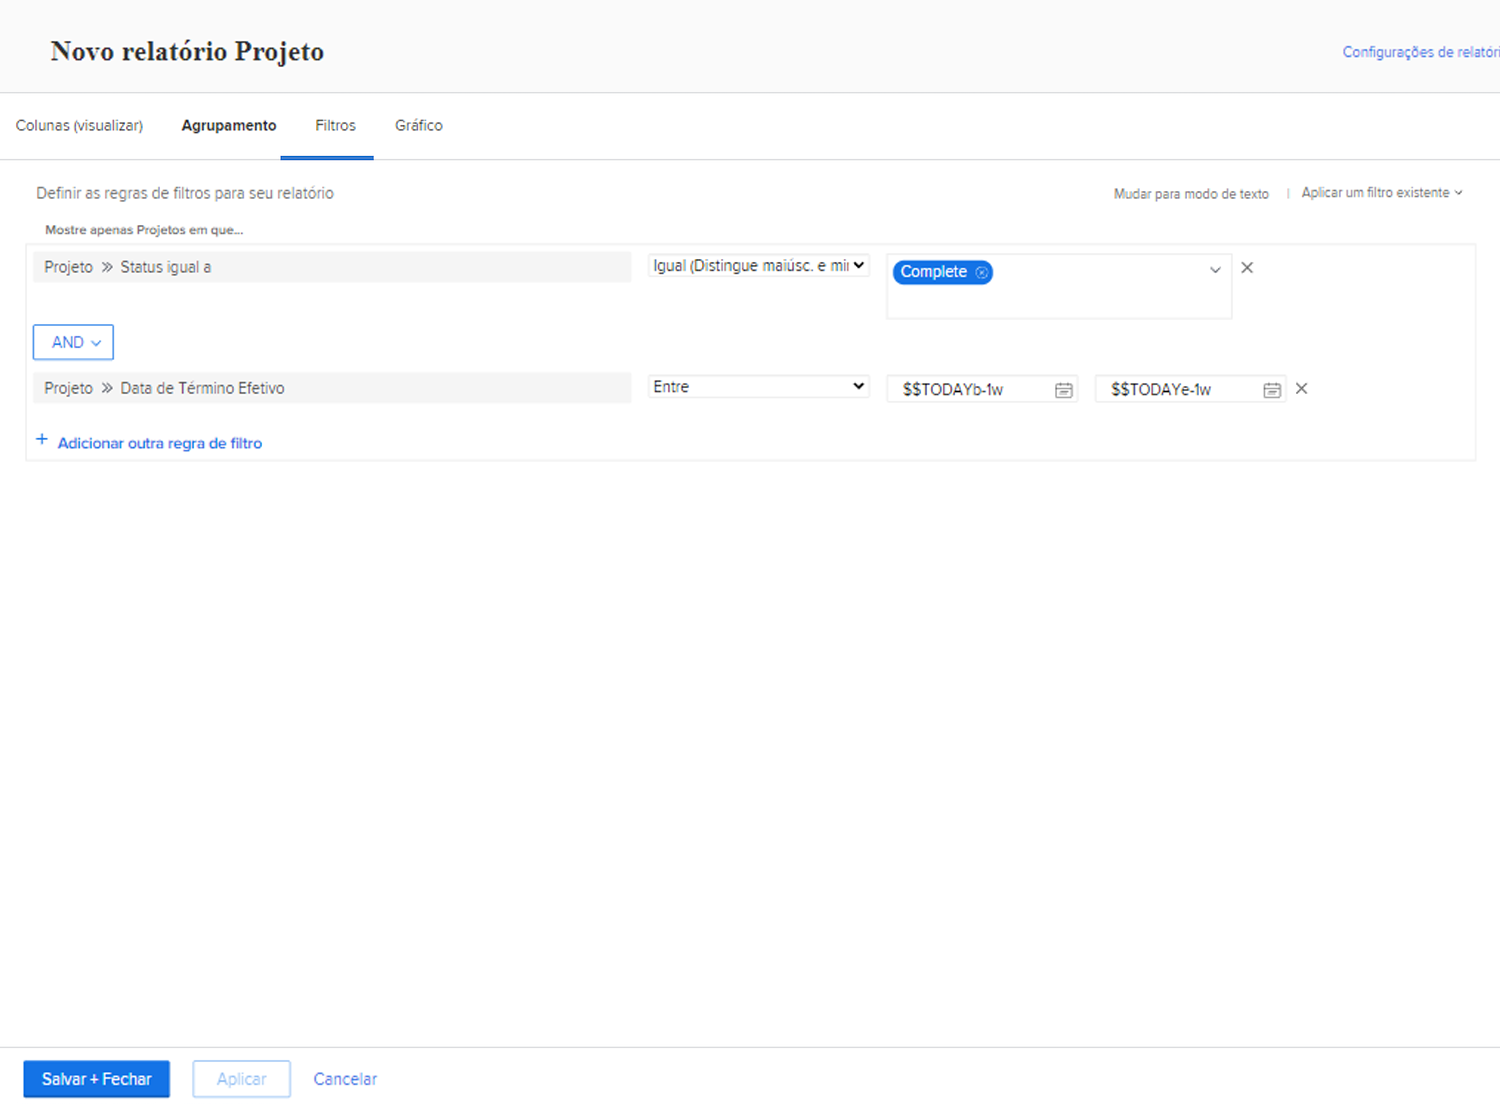 Novo relatório Projeto
Configurações de relatóri
Colunas (visualizar) Agrupamento Filtros Gráfico
Definir as regras de filtros para seu relatório
Mudar para modo de texto | Aplicar um filtro existente
Mostre apenas Projetos em que...
Projeto » Status igual a Igual (Distingue maiúsc. e mi Complete
AND
Projeto » Data de Término Efetivo Entre $$TODAYb-1w $$TODAYe-1w
+ Adicionar outra regra de filtro
Salvar + Fechar Aplicar Cancelar